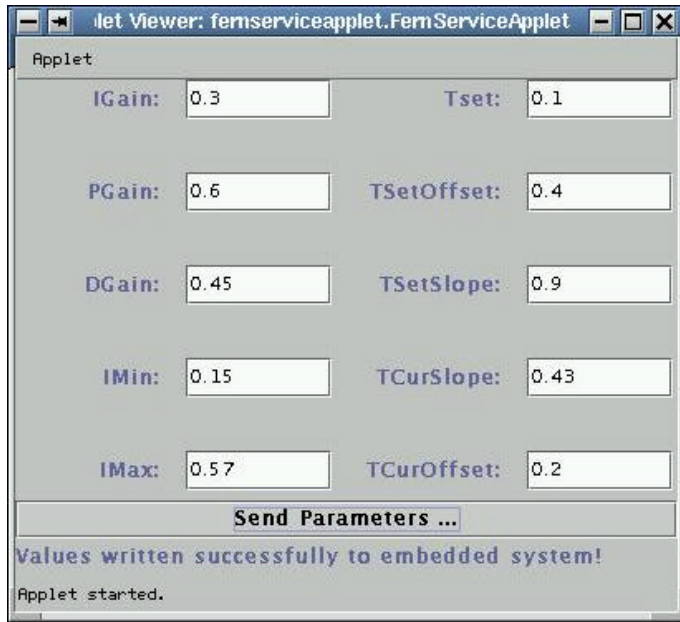 let Viewer: fernserviceapplet.FernServiceApplet
Applet
IGain: 0.3 Tset: 0.1
PGain: 0.6 TSetOffset: 0.4
DGain: 0.45 TSetSlope: 0.9
IMin: 0.15 TCurSlope: 0.43
IMax: 0.57 TCurOffset: 0.2
Send Parameters ...
Values written successfully to embedded system!
Applet started.